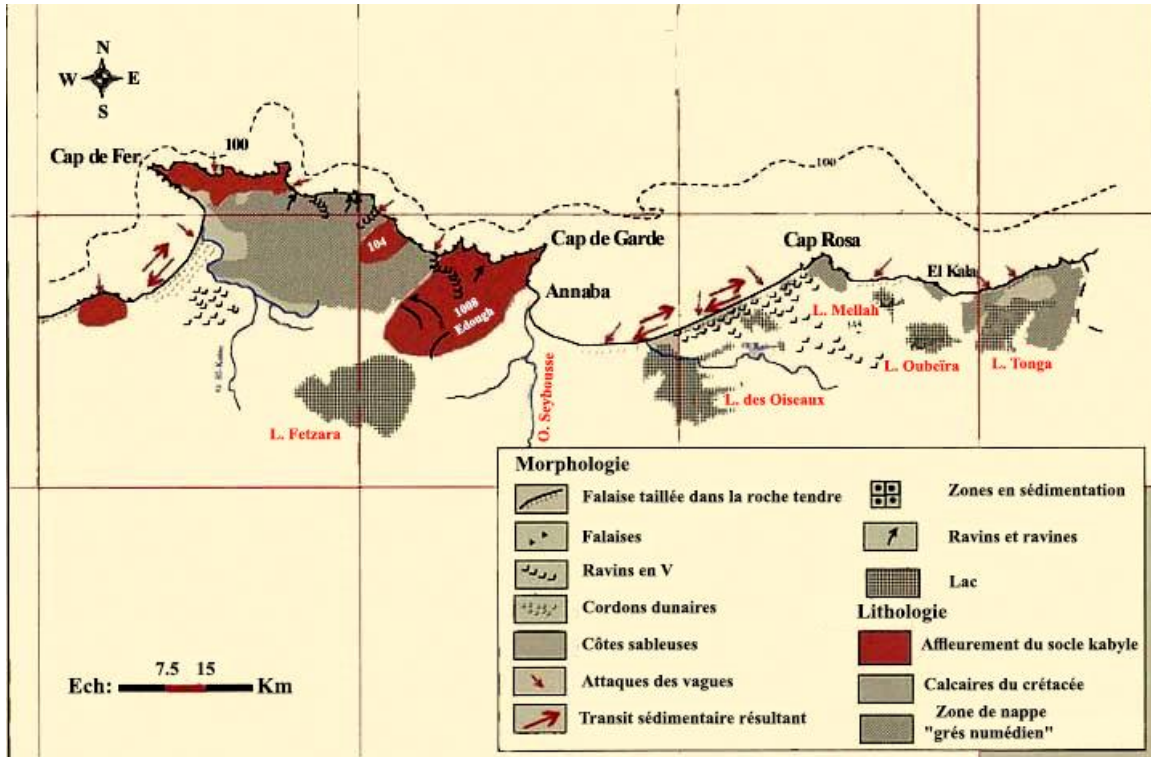 N
W E
S
100
Cap de Fer
100
Cap de Garde
Cap Rosa
104
El Kala
Annaba
1008
Edough
L. Mellah
L. Oubeïra
L. Tonga
L. des Oiseaux
L. Fetzara
O. Seybousse
Morphologie
Falaise taillée dans la roche tendre
Falaises
Ravins en V
Cordons dunaires
Côtes sableuses
Attaques des vagues
Transit sédimentaire résultant
Zones en sédimentation
Ravins et ravines
Lac
Lithologie
Affleurement du socle kabyle
Calcaires du crétacée
Zone de nappe
"grés numédien"
7.5 15
Ech: Km